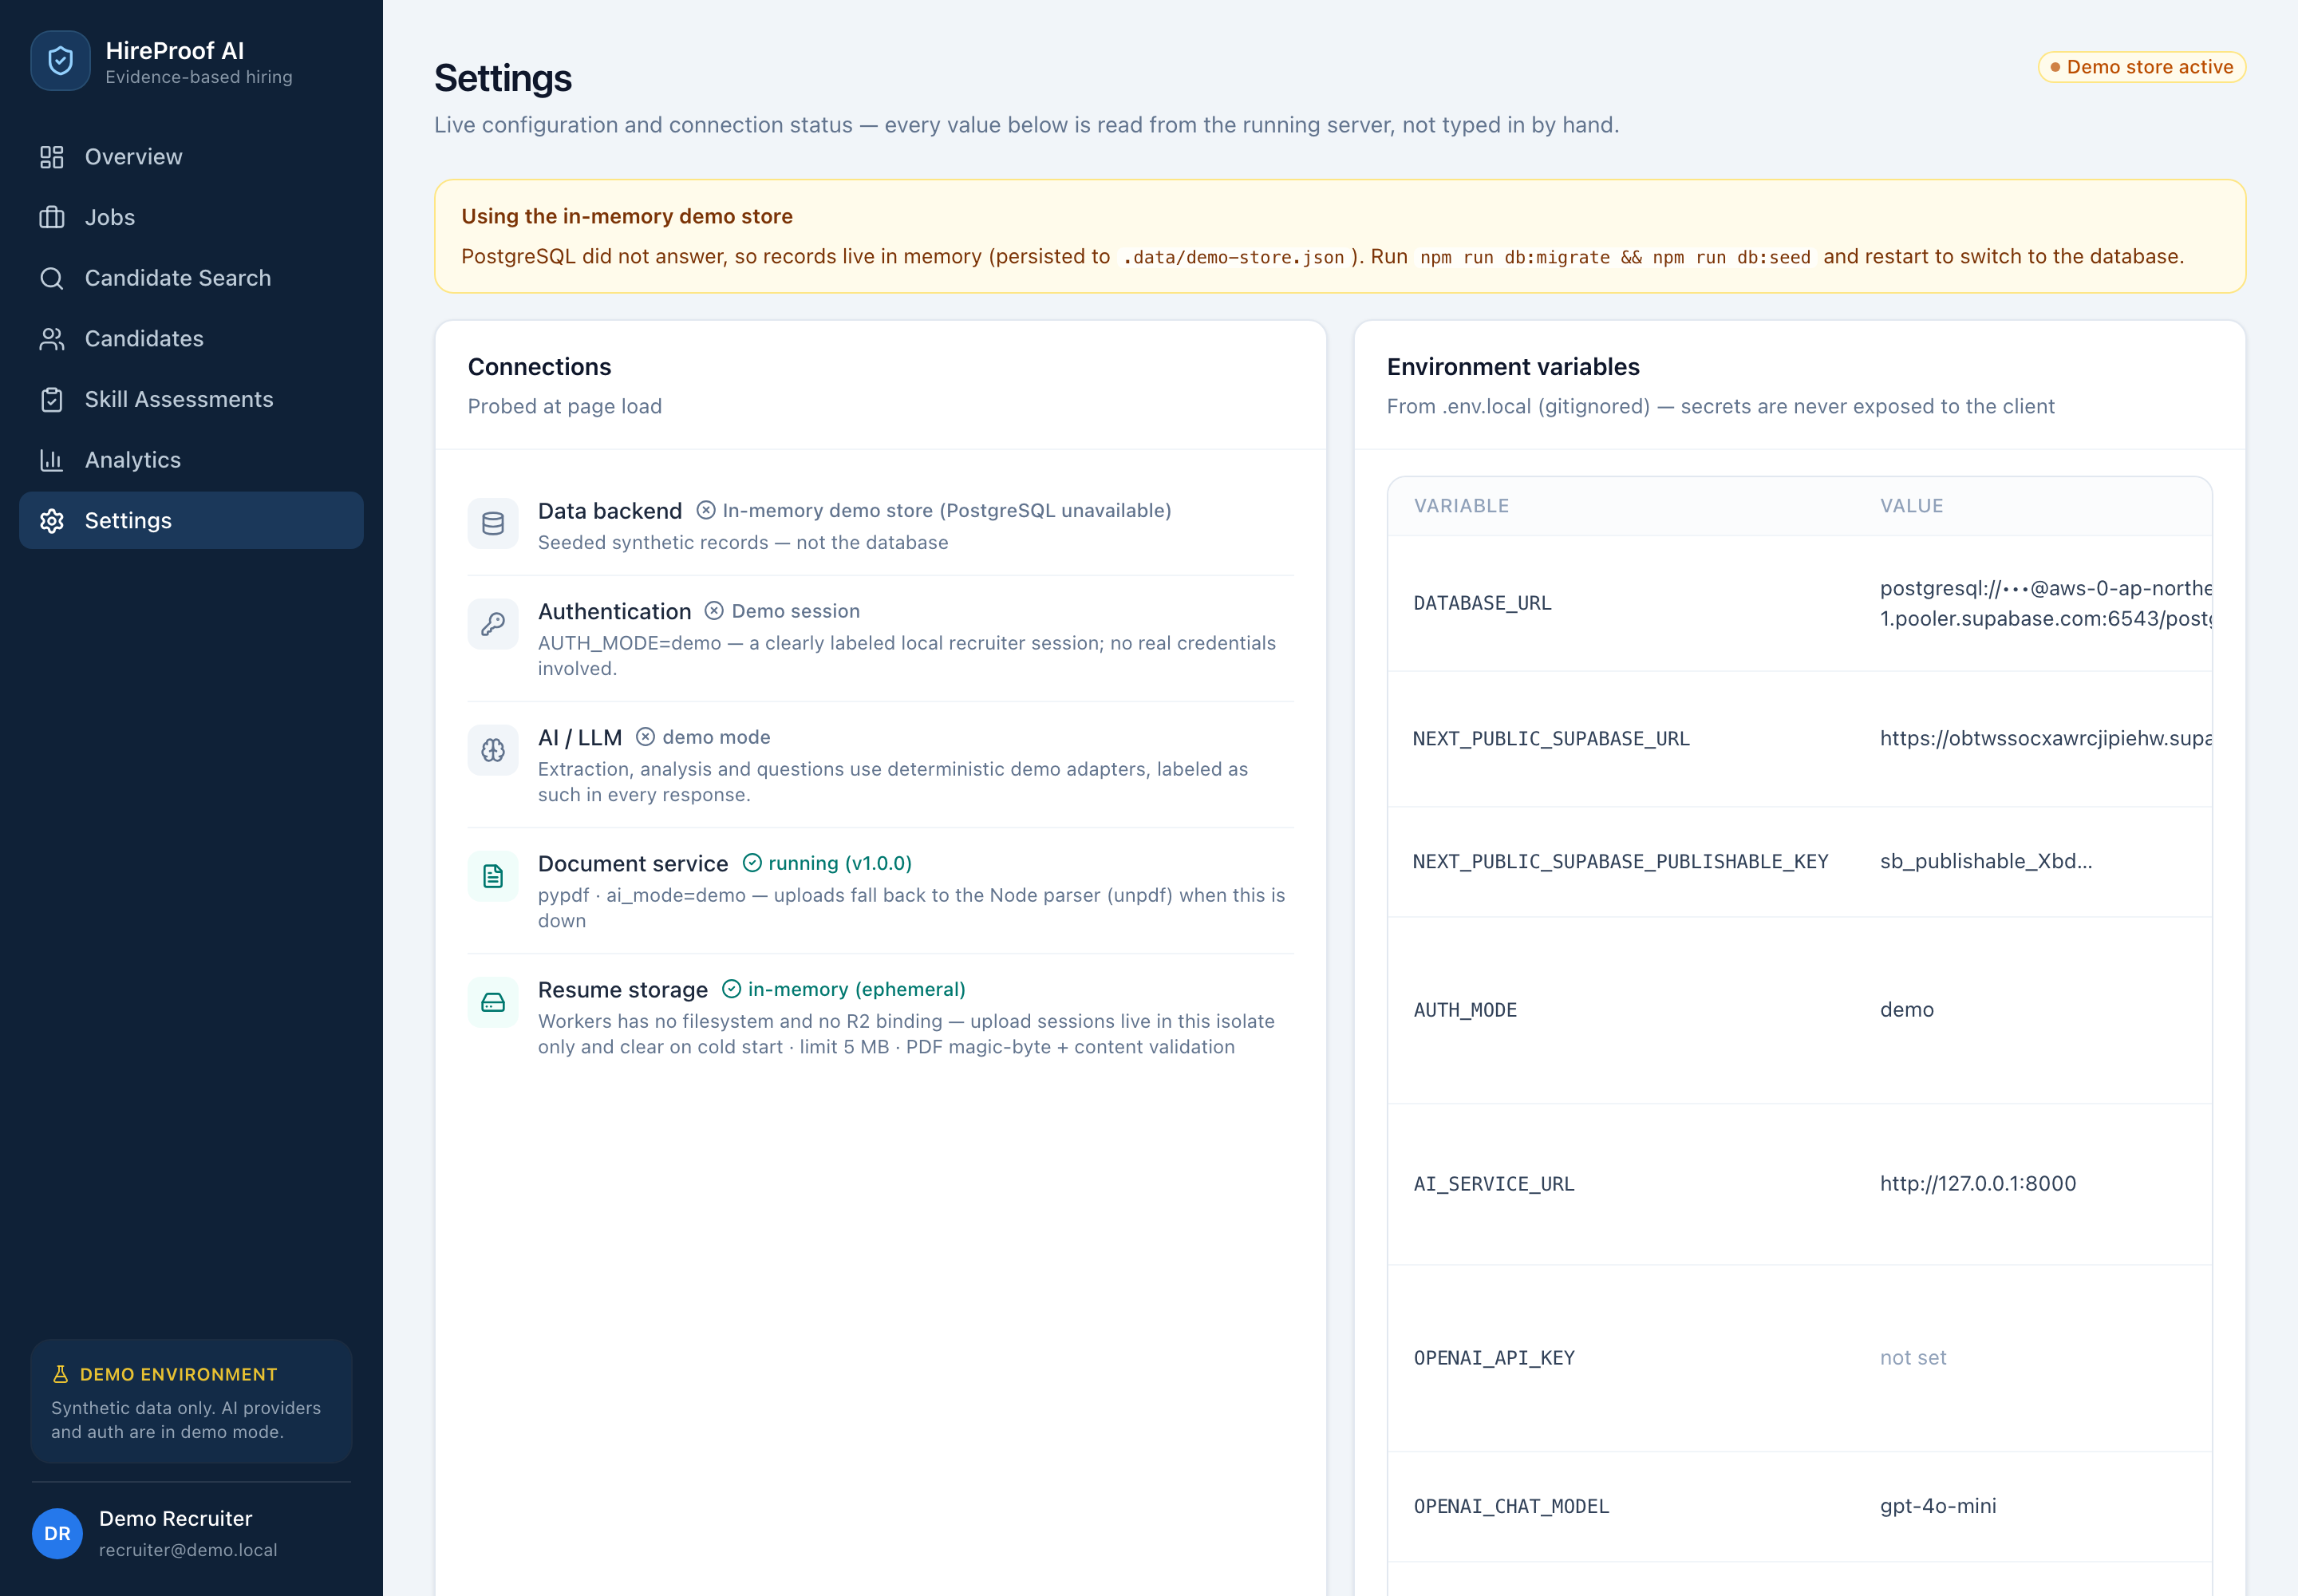 HireProof AI
Evidence-based hiring
Overview
Jobs
Candidate Search
Candidates
Skill Assessments
Analytics
Settings
DEMO ENVIRONMENT
Synthetic data only. AI providers
and auth are in demo mode.
DR
Demo Recruiter
recruiter@demo.local
Settings
Demo store active
Live configuration and connection status — every value below is read from the running server, not typed in by hand.
Using the in-memory demo store
PostgreSQL did not answer, so records live in memory (persisted to .data/demo-store.json). Run npm run db:migrate && npm run db:seed and restart to switch to the database.
Connections
Probed at page load
Data backend In-memory demo store (PostgreSQL unavailable)
Seeded synthetic records — not the database
Authentication Demo session
AUTH_MODE=demo — a clearly labeled local recruiter session; no real credentials
involved.
AI / LLM demo mode
Extraction, analysis and questions use deterministic demo adapters, labeled as
such in every response.
Document service running (v1.0.0)
pypdf · ai_mode=demo — uploads fall back to the Node parser (unpdf) when this is
down
Resume storage in-memory (ephemeral)
Workers has no filesystem and no R2 binding — upload sessions live in this isolate
only and clear on cold start · limit 5 MB · PDF magic-byte + content validation
Environment variables
From .env.local (gitignored) — secrets are never exposed to the client
VARIABLE VALUE
DATABASE_URL postgresql://•••@aws-0-ap-northe
1.pooler.supabase.com:6543/postg
NEXT_PUBLIC_SUPABASE_URL https://obtwssocxawrcjipiehw.supa
NEXT_PUBLIC_SUPABASE_PUBLISHABLE_KEY sb_publishable_Xbd…
AUTH_MODE demo
AI_SERVICE_URL http://127.0.0.1:8000
OPENAI_API_KEY not set
OPENAI_CHAT_MODEL gpt-4o-mini